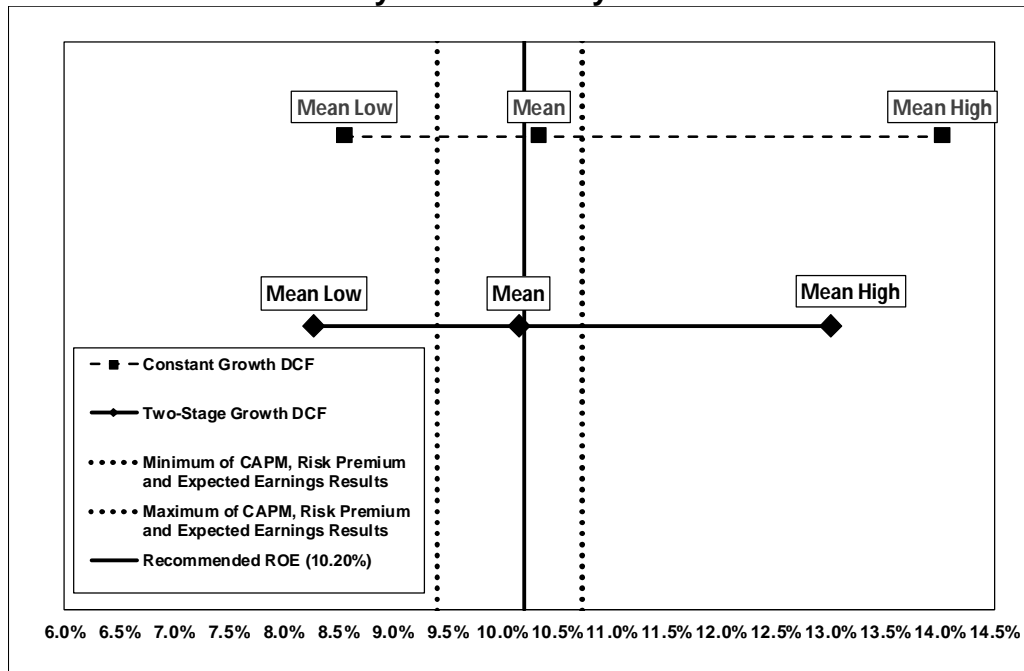 Mean Low
Mean
Mean High
Mean Low
Mean
Mean High
Constant Growth DCF
Two-Stage Growth DCF
Minimum of CAPM, Risk Premium
and Expected Earnings Results
Maximum of CAPM, Risk Premium
and Expected Earnings Results
Recommended ROE (10.20%)
6.0% 6.5% 7.0% 7.5% 8.0% 8.5% 9.0% 9.5% 10.0% 10.5% 11.0% 11.5% 12.0% 12.5% 13.0% 13.5% 14.0% 14.5%